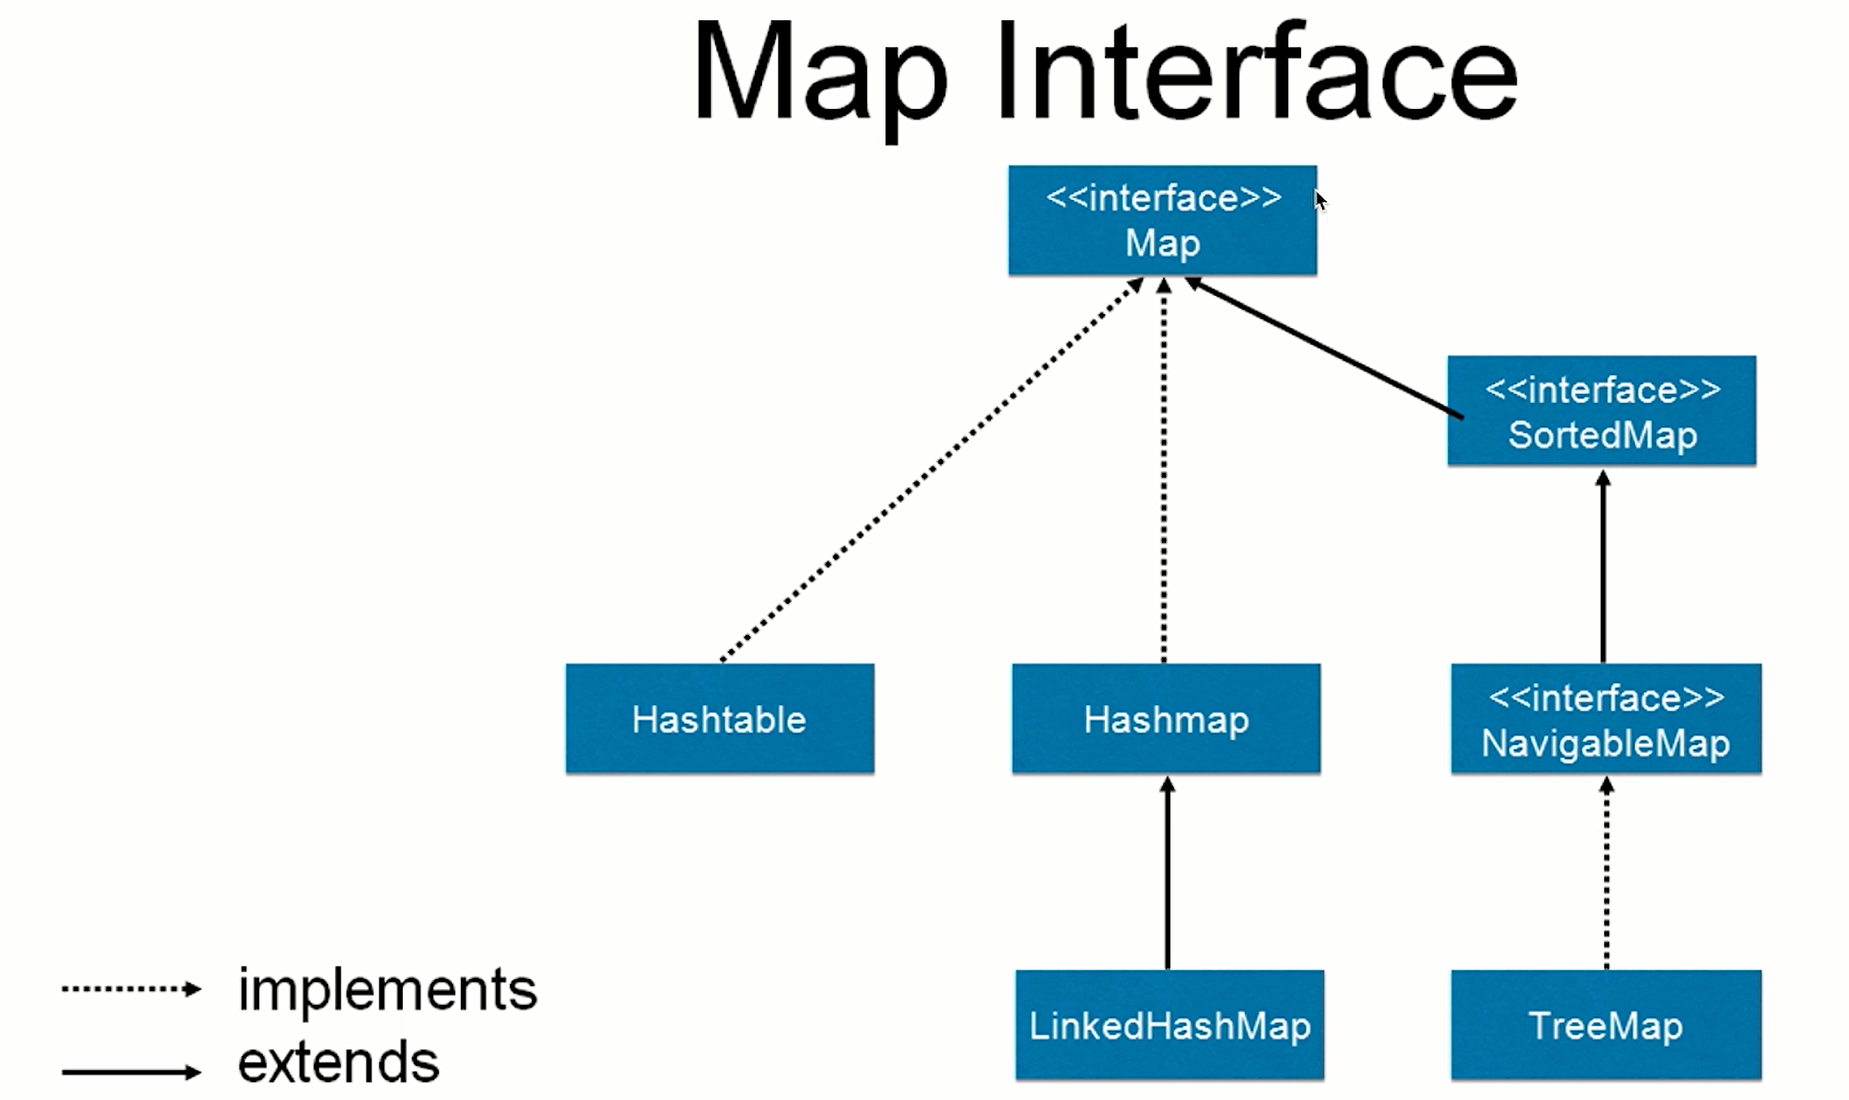 Map Interface
<<interface>>
Map
<<interface>>
SortedMap
Hashtable
Hashmap
<<interface>>
NavigableMap
LinkedHashMap
TreeMap
implements
extends